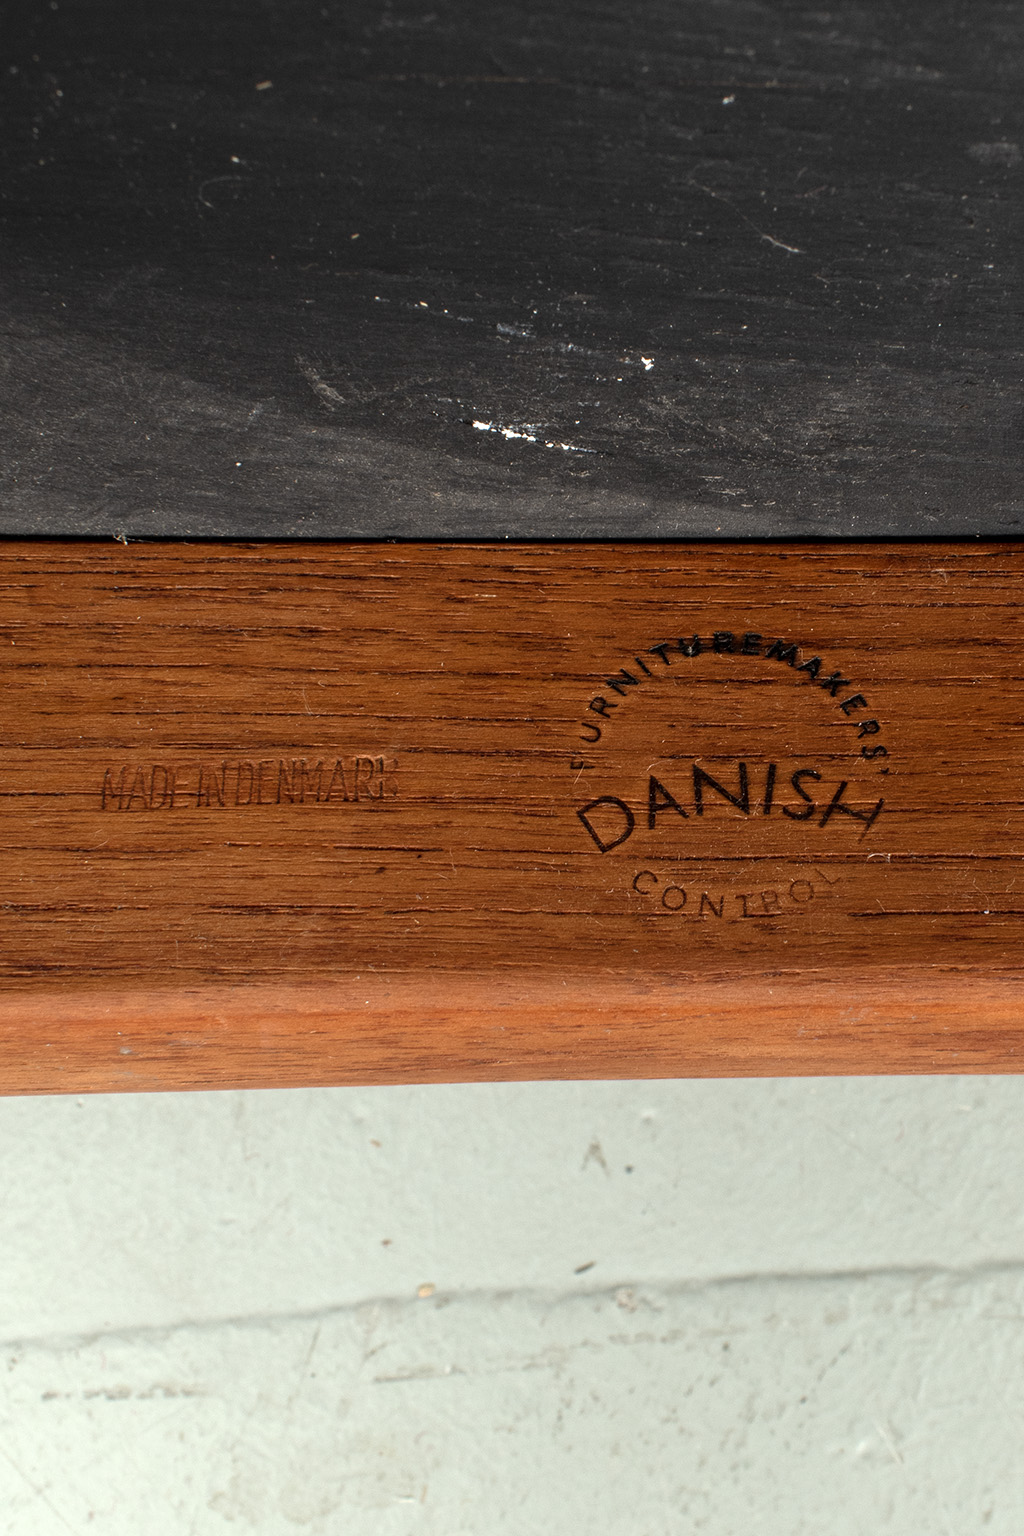 MADE IN DENMARK
FURNITUREMAKERS'
DANISH
CONTROL